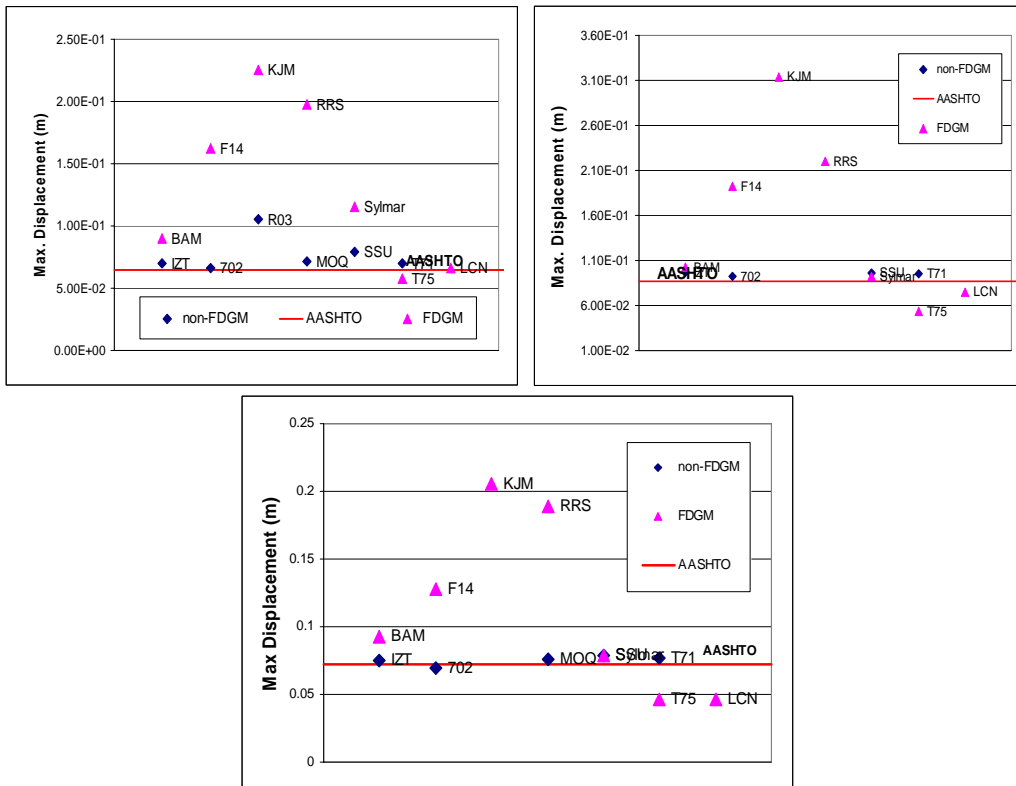 2.50E-01
KJM
2.00E-01
RRS
F14
1.50E-01
Max. Displacement (m)
Sylmar
R03
1.00E-01
BAM
SSU
IZT
702
MOQ
AASHTO
LCN
T75
5.00E-02
non-FDGM
AASHTO
FDGM
0.00E+00
3.60E-01
non-FDGM
AASHTO
FDGM
KJM
3.10E-01
2.60E-01
Max. Displacement (m)
RRS
2.10E-01
F14
1.60E-01
1.10E-01
BAM
AASHTO
702
SSU
Sylmar
T71
LCN
6.00E-02
T75
1.00E-02
0.25
non-FDGM
FDGM
AASHTO
KJM
0.2
RRS
Max Displacement (m)
0.15
F14
0.1
BAM
IZT
702
MOQ
SSU
Sylmar
T71
AASHTO
0.05
T75
LCN
0